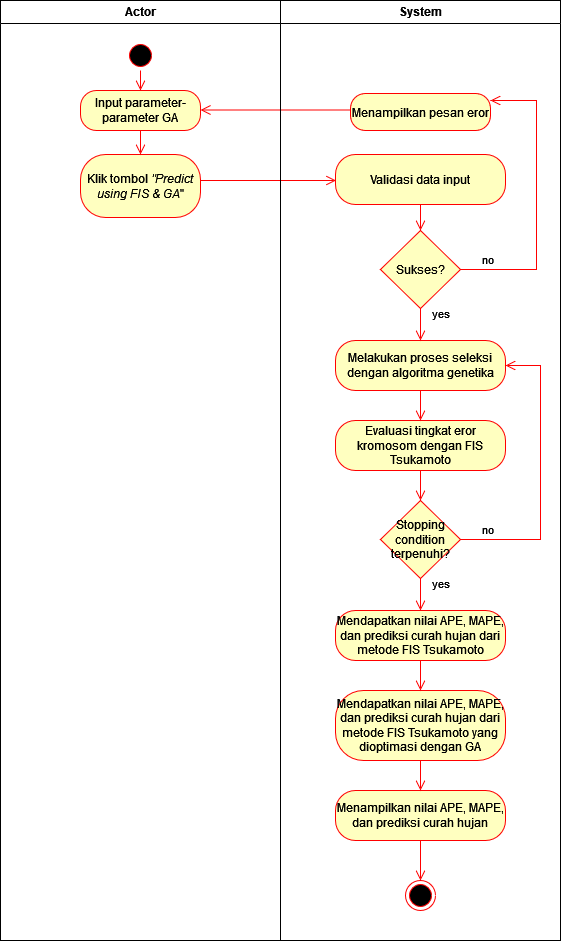 Actor
System
Input parameter-
parameter GA
Menampilkan pesan eror
Klik tombol "Predict
using FIS & GA"
Validasi data input
Sukses?
no
yes
Melakukan proses seleksi
dengan algoritma genetika
Evaluasi tingkat eror
kromosom dengan FIS
Tsukamoto
Stopping
condition
terpenuhi?
no
yes
Mendapatkan nilai APE, MAPE,
dan prediksi curah hujan dari
metode FIS Tsukamoto
Mendapatkan nilai APE, MAPE,
dan prediksi curah hujan dari
metode FIS Tsukamoto yang
dioptimasi dengan GA
Menampilkan nilai APE, MAPE,
dan prediksi curah hujan